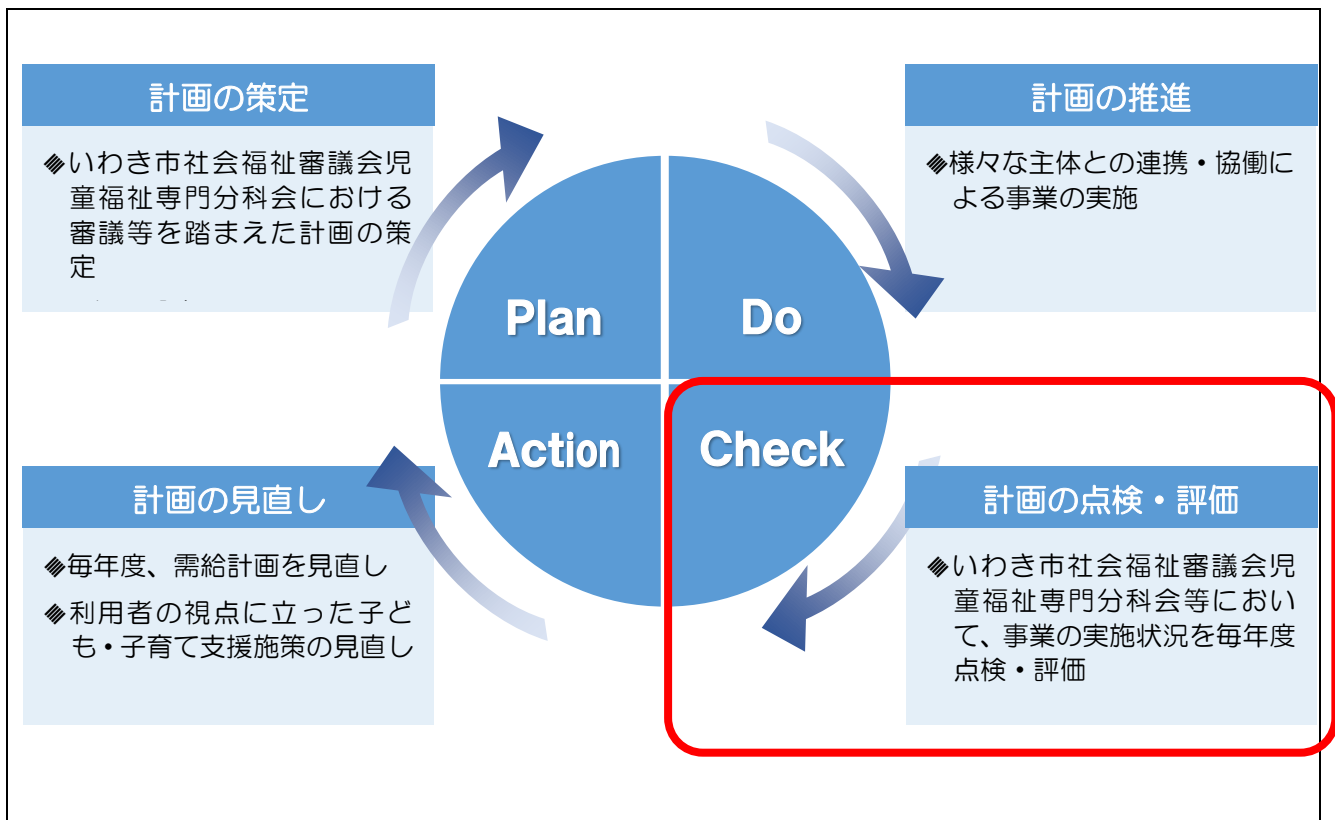 計画の策定
◆いわき市社会福祉審議会児
童福祉専門分科会における
審議等を踏まえた計画の策
定
計画の推進
◆様々な主体との連携・協働に
よる事業の実施
Plan
Do
Action
Check
計画の見直し
◆毎年度、需給計画を見直し
◆利用者の視点に立った子ど
も・子育て支援施策の見直し
計画の点検・評価
◆いわき市社会福祉審議会児
童福祉専門分科会等におい
て、事業の実施状況を毎年度
点検・評価